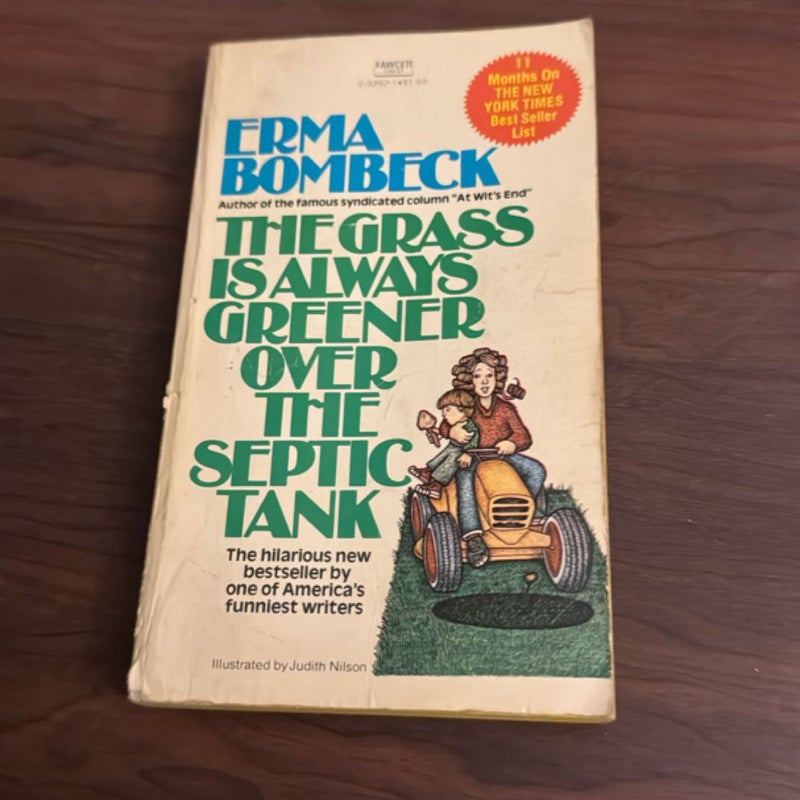 FAWCETT
CREST
11
Months On
THE NEW
YORK TIMES
Best Seller
List
ERMA
BOMBECK
Author of the famous syndicated column "At Wit's End"
THE GRASS
IS ALWAYS
GREENER
OVER
THE
SEPTIC
TANK
The hilarious new
bestseller by
one of America's
funniest writers
Illustrated by Judith Nilson